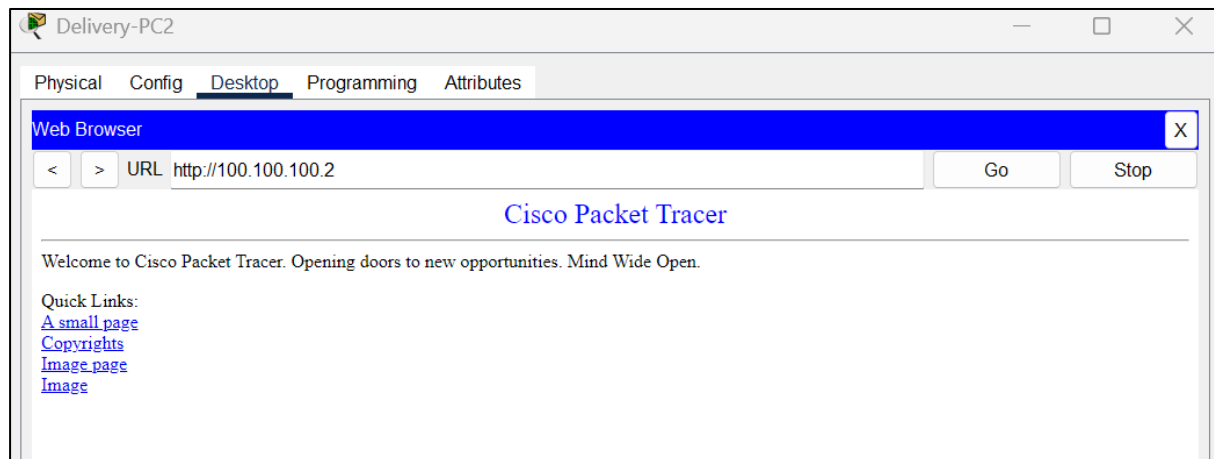 Delivery-PC2
Physical Config Desktop Programming Attributes
Web Browser X
< > URL http://100.100.100.2 Go Stop
Cisco Packet Tracer
Welcome to Cisco Packet Tracer. Opening doors to new opportunities. Mind Wide Open.
Quick Links:
A small page
Copyrights
Image page
Image